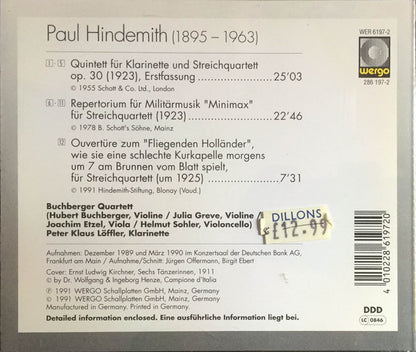 Paul Hindemith (1895 – 1963)
WER 6197-2
wergo
286 197-2
1 - 5 Quintett für Klarinette und Streichquartett
op. 30 (1923), Erstfassung 25'03
© 1955 Schott & Co. Ltd., London
6 - 11 Repertorium für Militärmusik "Minimax"
für Streichquartett (1923) 22'46
© 1978 B. Schott's Söhne, Mainz
12 Ouvertüre zum "Fliegenden Holländer",
wie sie eine schlechte Kurkapelle morgens
um 7 am Brunnen vom Blatt spielt,
für Streichquartett (um 1925) 7'31
© 1991 Hindemith-Stiftung, Blonay (Vaud.)
Buchberger Quartett
(Hubert Buchberger, Violine / Julia Greve, Violine /
Joachim Etzel, Viola / Helmut Sohler, Violoncello)
Peter Klaus Löffler, Klarinette
DILLONS
£12.99
Aufnahmen: Dezember 1989 und März 1990 im Konzertsaal der Deutschen Bank AG,
Frankfurt am Main / Aufnahme/Schnitt: Jürgen Offermann, Birgit Ebert
Cover: Ernst Ludwig Kirchner, Sechs Tänzerinnen, 1911
© by Dr. Wolfgang & Ingeborg Henze, Campione d'Italia
℗ 1991 WERGO Schallplatten GmbH, Mainz, Germany
© 1991 WERGO Schallplatten GmbH, Mainz, Germany
Manufactured in Germany
Detailed information enclosed. Eine ausführliche Information liegt bei.
4 010228 619720
DDD
LC 0846